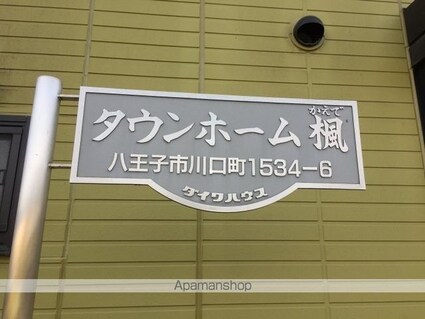 かえで
タウンホーム楓
八王子市川口町1534-6
ダイワハウス
Apamanshop